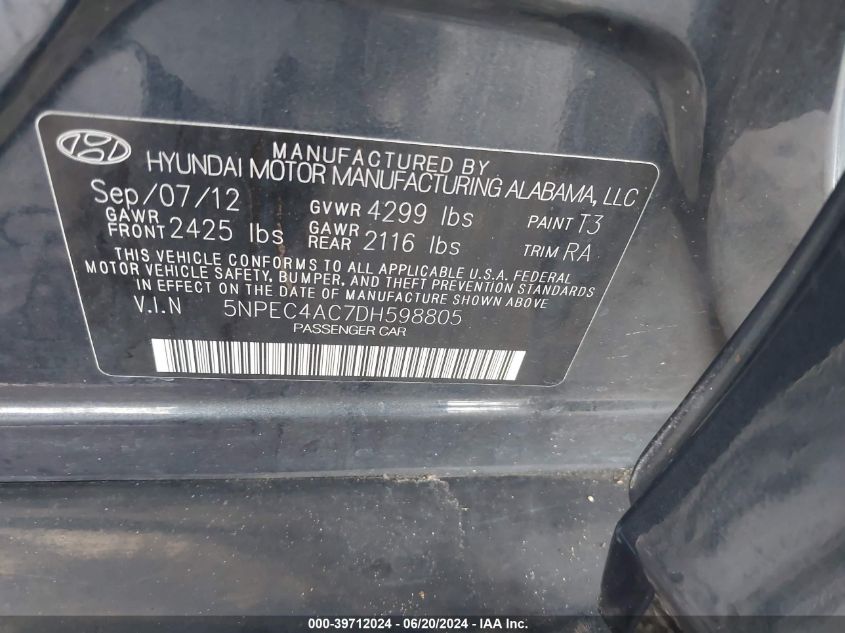 MANUFACTURED BY
HYUNDAI MOTOR MANUFACTURING ALABAMA, LLC
Sep/07/12 GVWR 4299 lbs PAINT T3
GAWR FRONT 2425 lbs GAWR REAR 2116 lbs TRIM RA
THIS VEHICLE CONFORMS TO ALL APPLICABLE U.S.A. FEDERAL
MOTOR VEHICLE SAFETY, BUMPER, AND THEFT PREVENTION STANDARDS
IN EFFECT ON THE DATE OF MANUFACTURE SHOWN ABOVE.
V.I.N 5NPEC4AC7DH598805
PASSENGER CAR
000-39712024 - 06/20/2024 - IAA Inc.